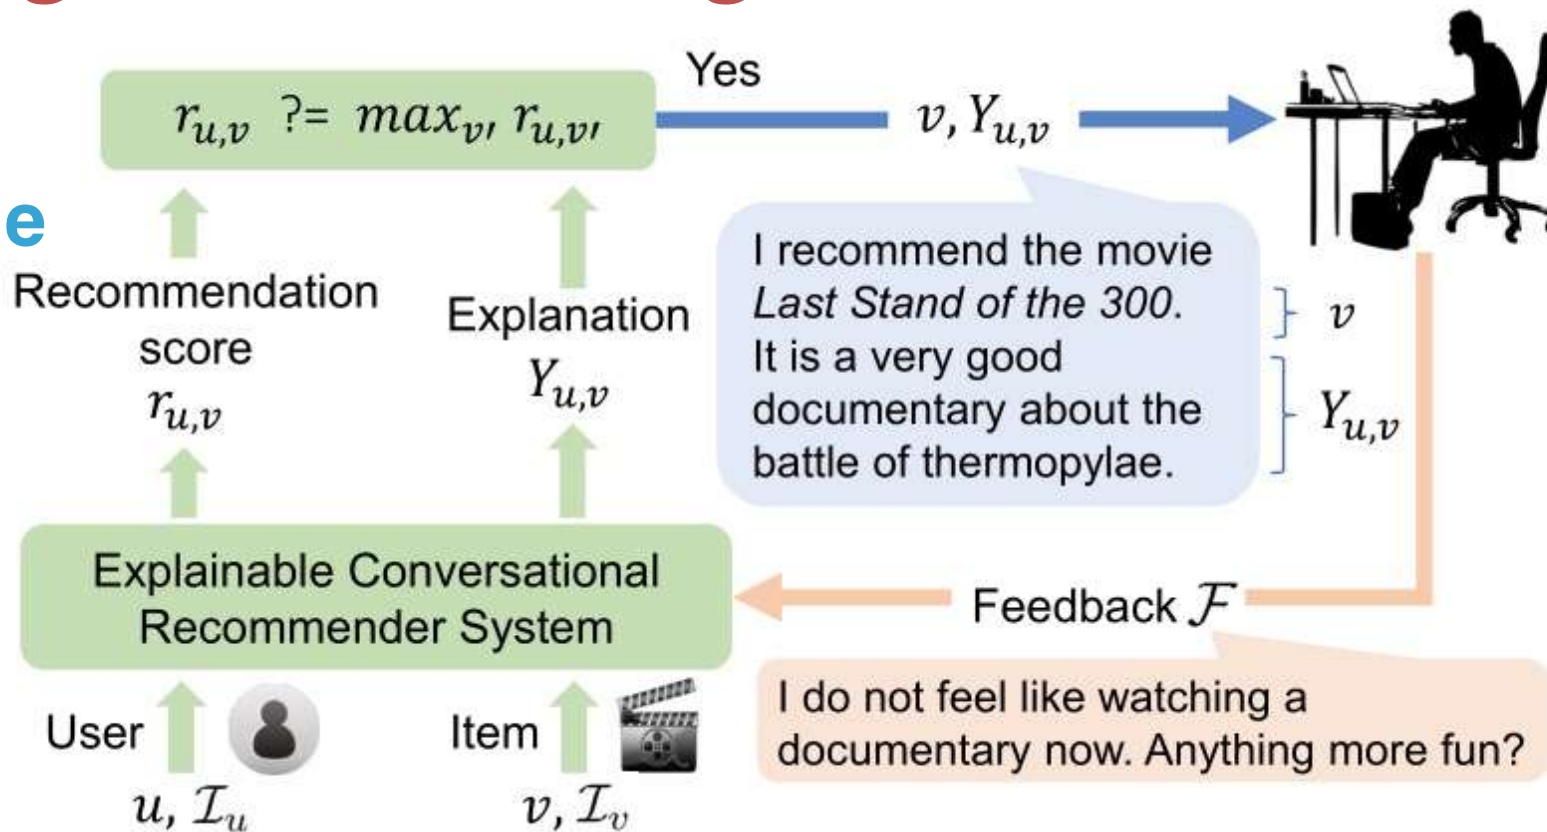 Yes
r_{u,v} ?= max_{v′} r_{u,v′}
v, Y_{u,v}
e
Recommendation
score
r_{u,v}
Explanation
Y_{u,v}
I recommend the movie
Last Stand of the 300.
It is a very good
documentary about the
battle of thermopylae.
v
Y_{u,v}
Explainable Conversational
Recommender System
Feedback ℱ
I do not feel like watching a
documentary now. Anything more fun?
User
Item
u, ℐ_u
v, ℐ_v